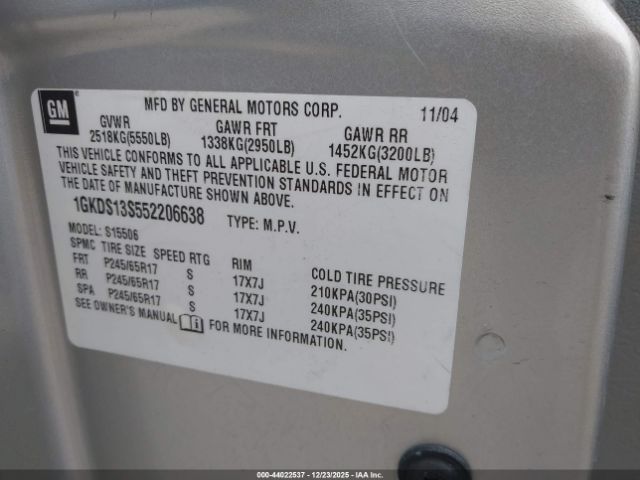 GM
MFD BY GENERAL MOTORS CORP. 11/04
GVWR GAWR FRT GAWR RR
2518KG(5550LB) 1338KG(2950LB) 1452KG(3200LB)
THIS VEHICLE CONFORMS TO ALL APPLICABLE U.S. FEDERAL MOTOR
VEHICLE SAFETY AND THEFT PREVENTION STANDARDS IN EFFECT ON
THE DATE OF MANUFACTURE SHOWN ABOVE.
1GKDS13S552206638 TYPE: M.P.V.
MODEL: S15506
SPMC TIRE SIZE SPEED RTG RIM COLD TIRE PRESSURE
FRT P245/65R17 S 17X7J 210KPA(30PSI)
RR P245/65R17 S 17X7J 240KPA(35PSI)
SPA P245/65R17 S 17X7J 240KPA(35PSI)
SEE OWNER'S MANUAL FOR MORE INFORMATION.
000-44022537 - 12/23/2025 - IAA Inc.